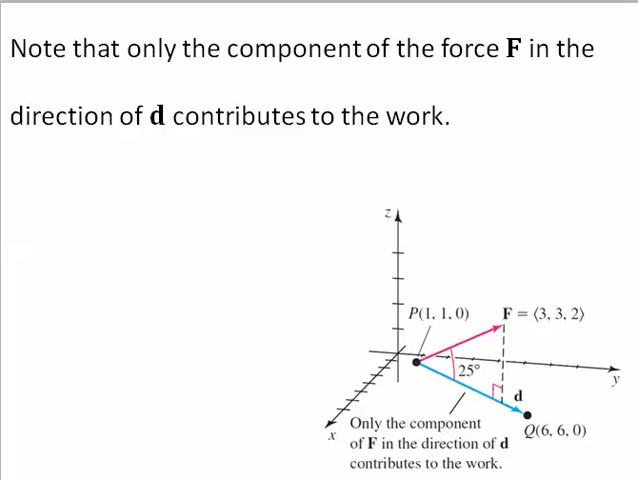 Note that only the component of the force F in the
direction of d contributes to the work.
z
P(1, 1, 0)
F = ⟨3, 3, 2⟩
25°
y
d
Q(6, 6, 0)
x
Only the component
of F in the direction of d
contributes to the work.